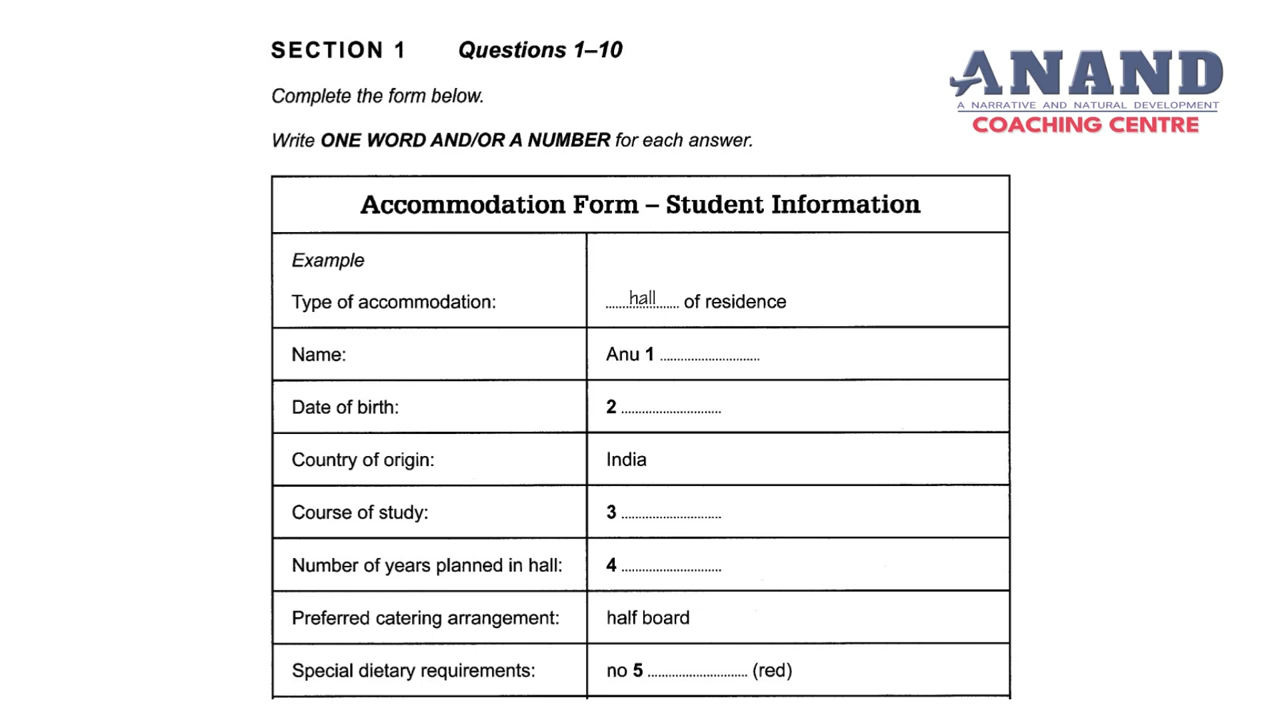 SECTION 1 Questions 1–10
ANAND
A NARRATIVE AND NATURAL DEVELOPMENT
COACHING CENTRE
Complete the form below.
Write ONE WORD AND/OR A NUMBER for each answer.
Accommodation Form – Student Information
Example
Type of accommodation: ........hall........ of residence
Name: Anu 1 ............................
Date of birth: 2 ............................
Country of origin: India
Course of study: 3 ............................
Number of years planned in hall: 4 ............................
Preferred catering arrangement: half board
Special dietary requirements: no 5 ............................ (red)